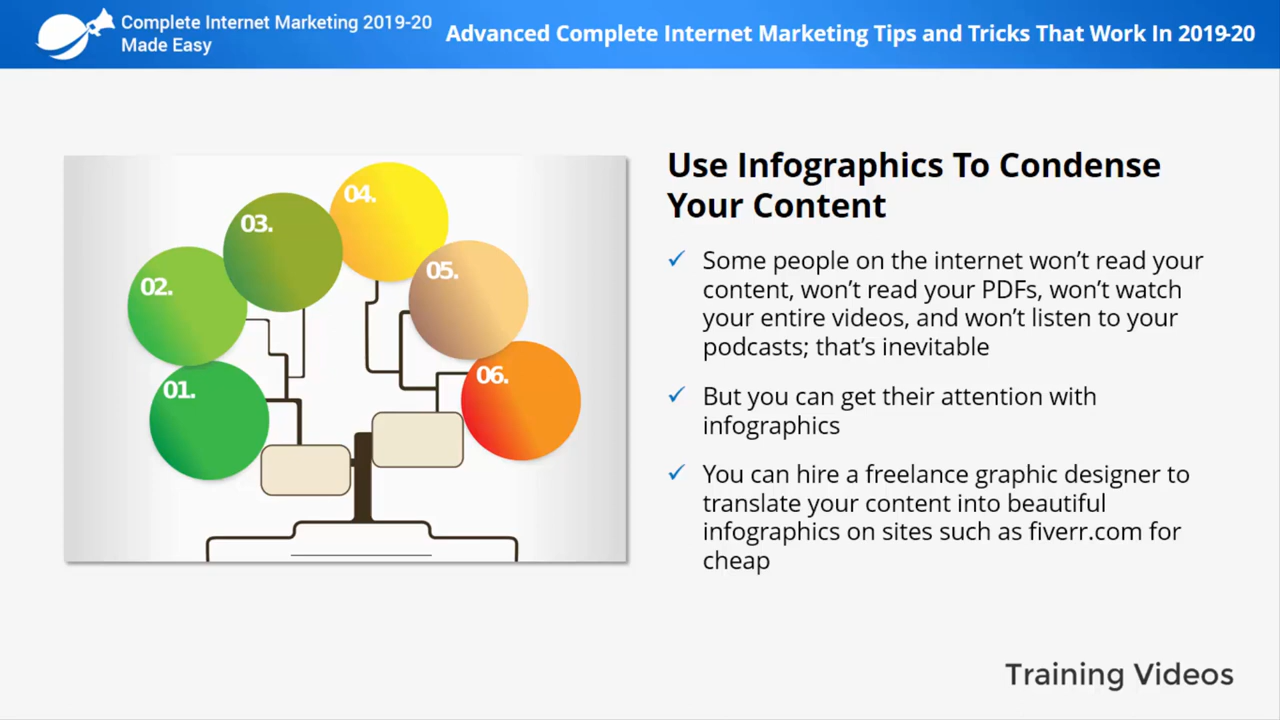 Complete Internet Marketing 2019-20
Made Easy
Advanced Complete Internet Marketing Tips and Tricks That Work In 2019-20
01.
02.
03.
04.
05.
06.
Use Infographics To Condense
Your Content
Some people on the internet won't read your
content, won't read your PDFs, won't watch
your entire videos, and won't listen to your
podcasts; that's inevitable
But you can get their attention with
infographics
You can hire a freelance graphic designer to
translate your content into beautiful
infographics on sites such as fiverr.com for
cheap
Training Videos